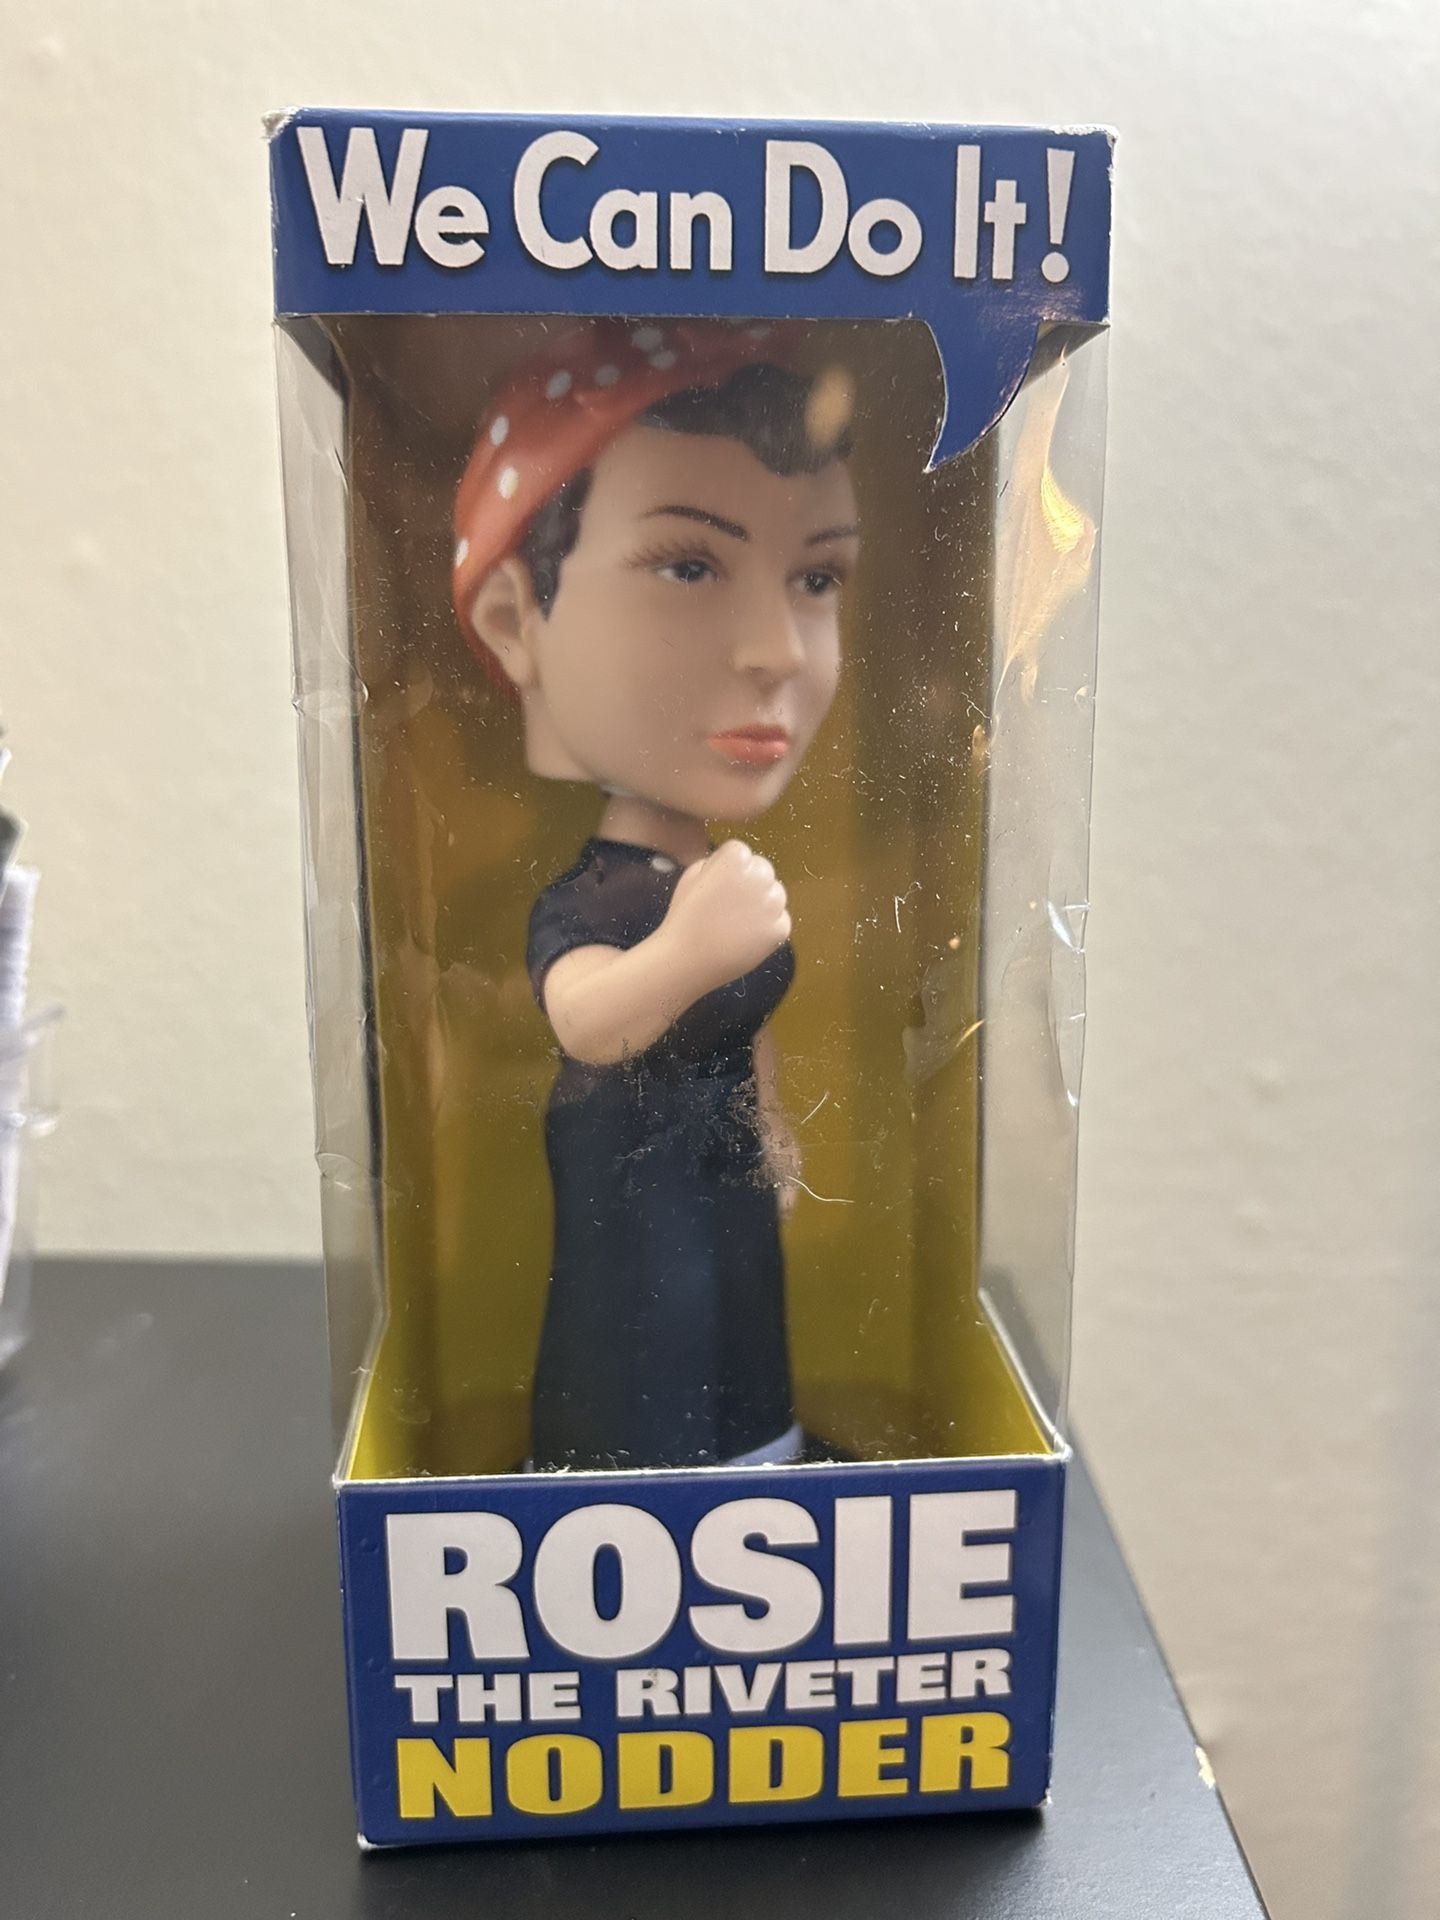 We Can Do It!
ROSIE
THE RIVETER
NODDER